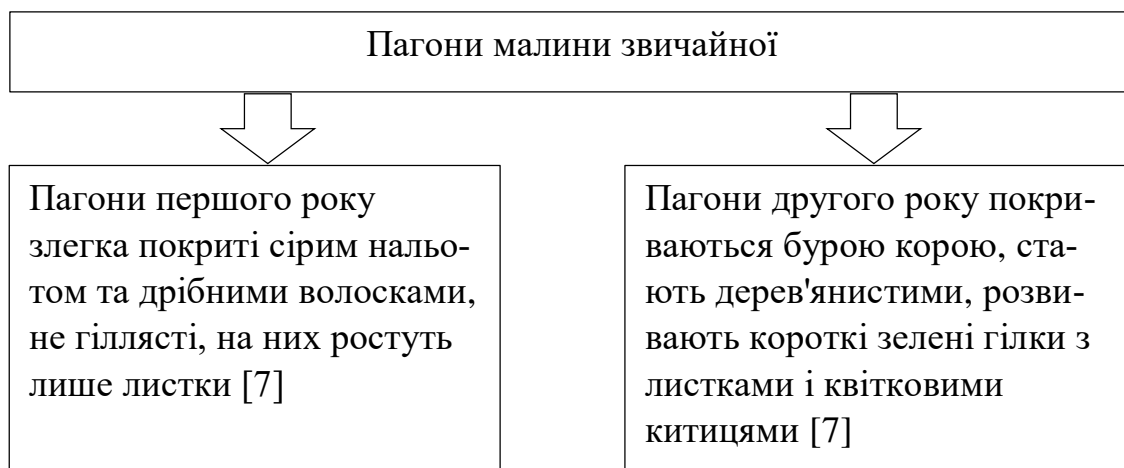 Пагони малини звичайної
Пагони першого року
злегка покриті сірим нальо-
том та дрібними волосками,
не гіллясті, на них ростуть
лише листки [7]
Пагони другого року покри-
ваються бурою корою, ста-
ють дерев'янистими, розви-
вають короткі зелені гілки з
листками і квітковими
китицями [7]